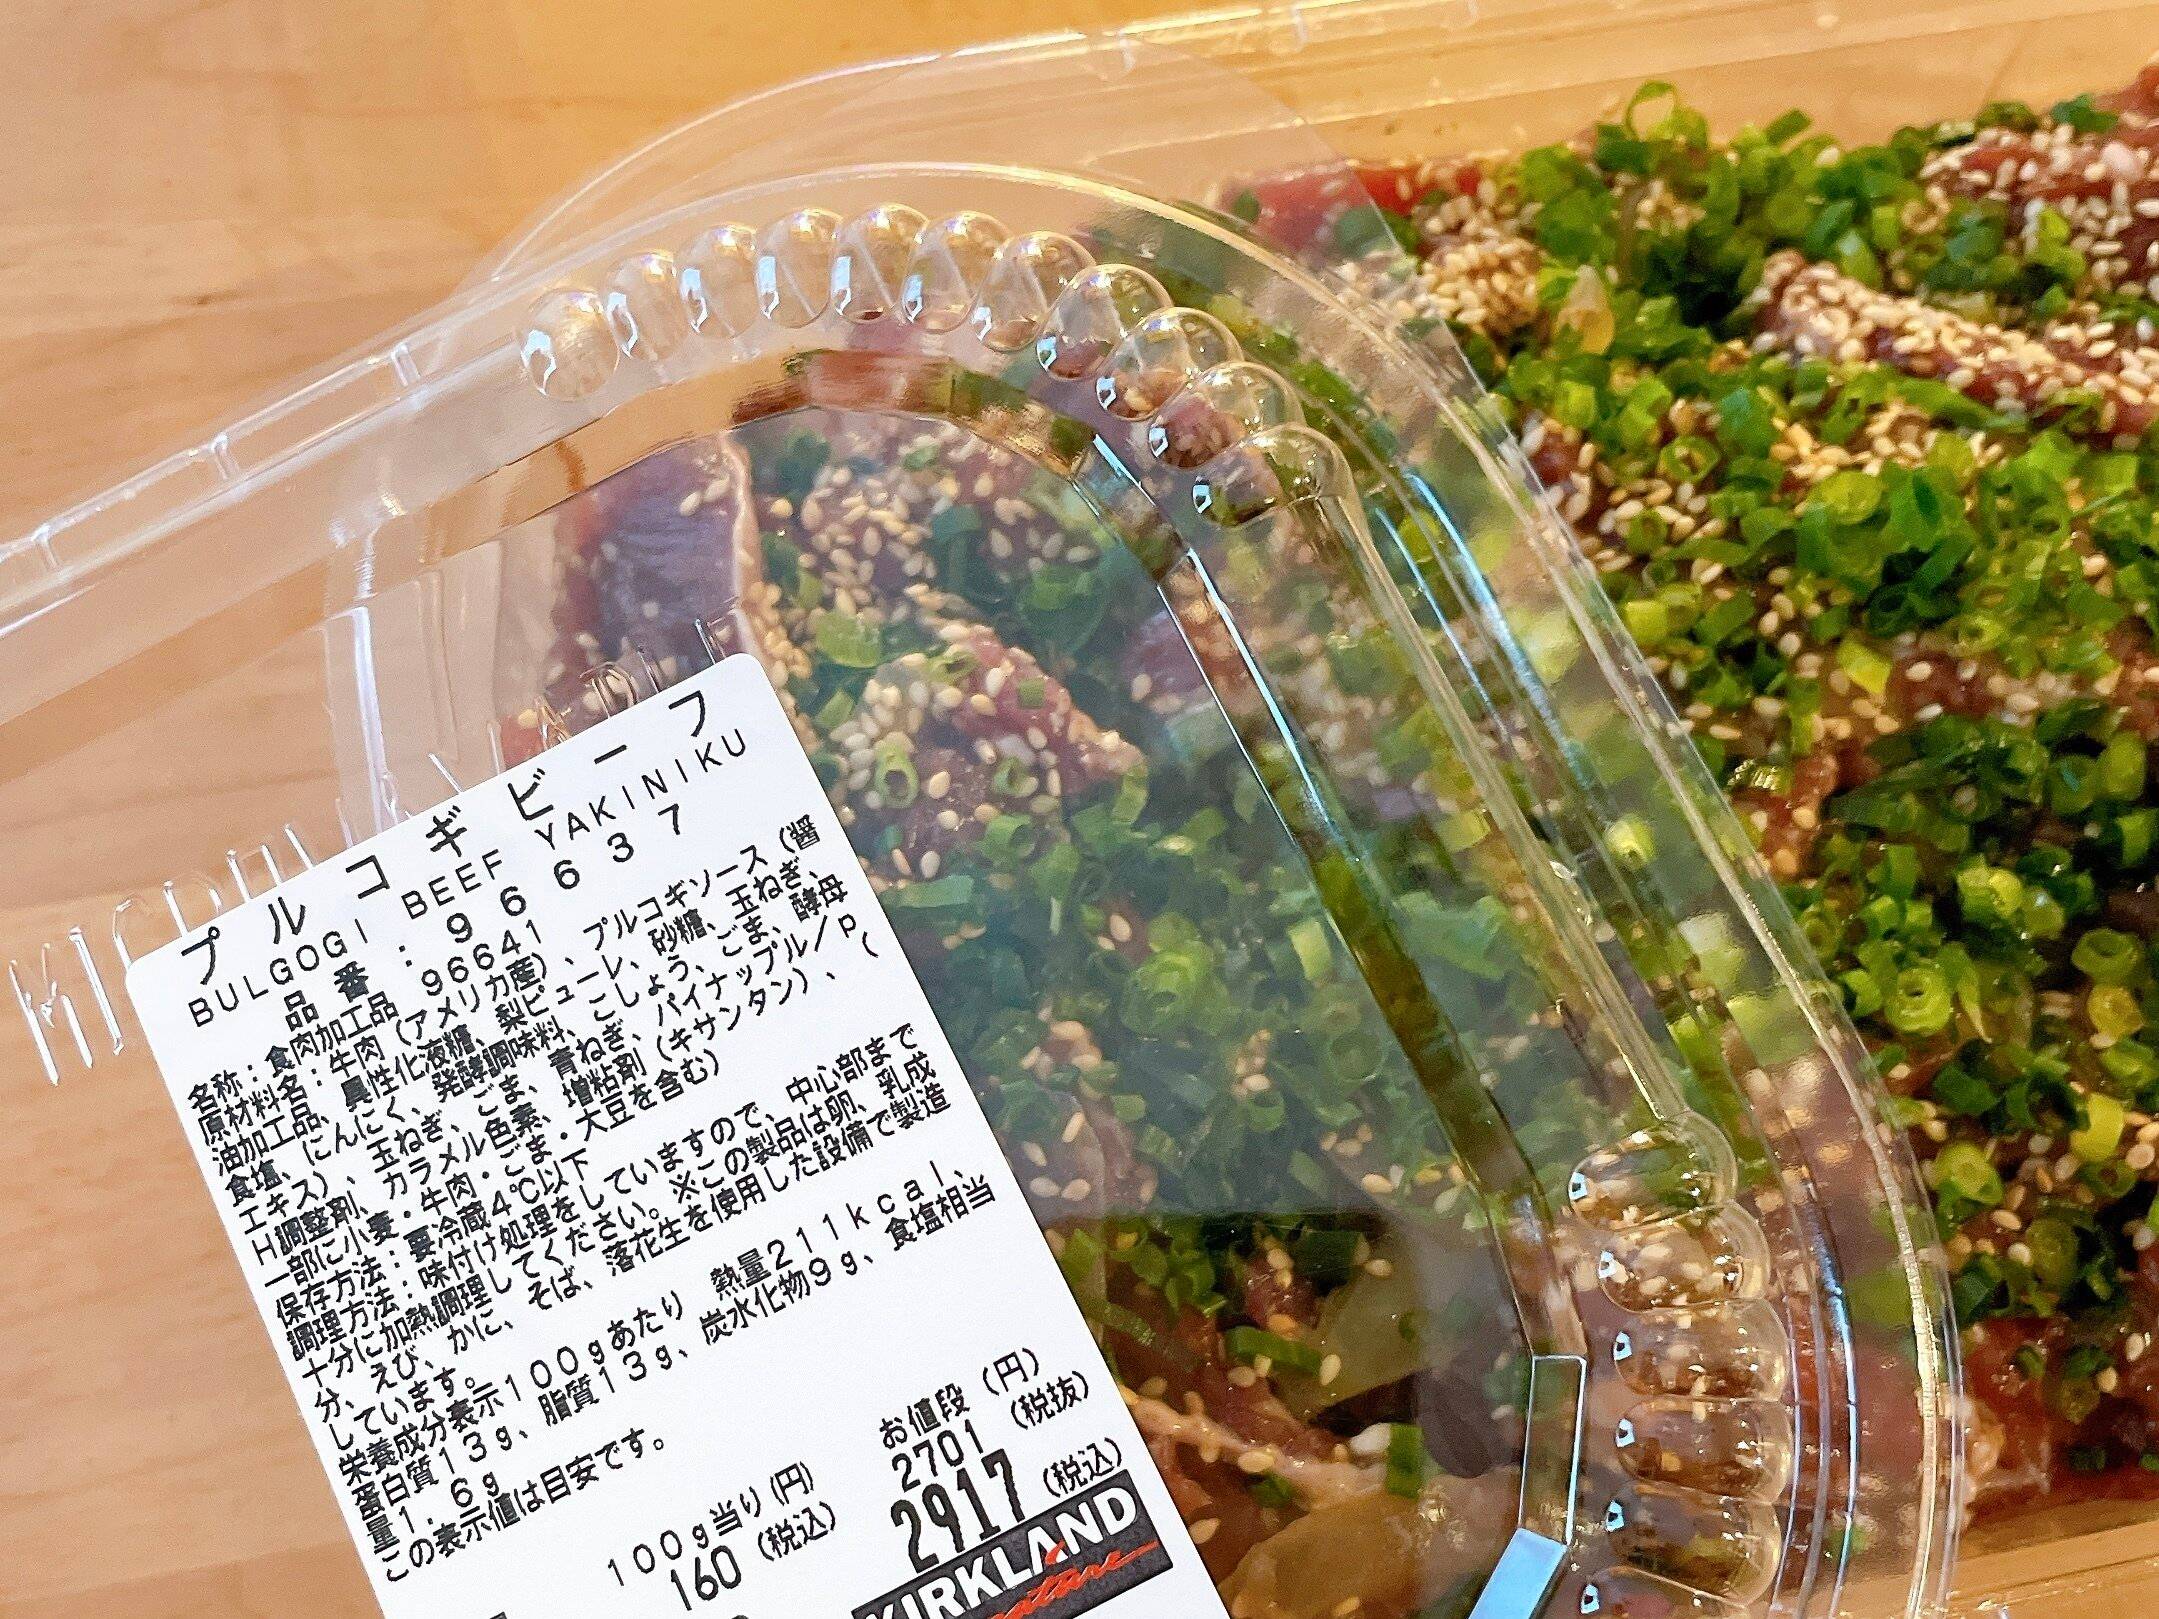 プルコギビーフ
BULGOGI BEEF YAKINIKU
品番:96637
96641
名称:食肉加工品
原材料名:牛肉(アメリカ産)、プルコギソース(醤
油加工品、異性化液糖、梨ピューレ、砂糖、玉ねぎ、
食塩、にんにく、発酵調味料、こしょう、ごま、酵母
エキス)、玉ねぎ、ごま、青ねぎ、パイナップル/p
H調整剤、カラメル色素、増粘剤(キサンタン)、(
一部に小麦・牛肉・ごま・大豆を含む)
保存方法:要冷蔵4℃以下
調理方法:味付け処理をしていますので、中心部まで
十分に加熱調理してください。※この製品は卵、乳成
分、えび、かに、そば、落花生を使用した設備で製造
しています。
栄養成分表示100gあたり 熱量211kcal、
蛋白質13g、脂質13g、炭水化物9g、食塩相当
量1.6g
この表示値は目安です。
100g当り(円)
160(税込)
お値段(円)
2701(税抜)
2917(税込)
KIRKLAND